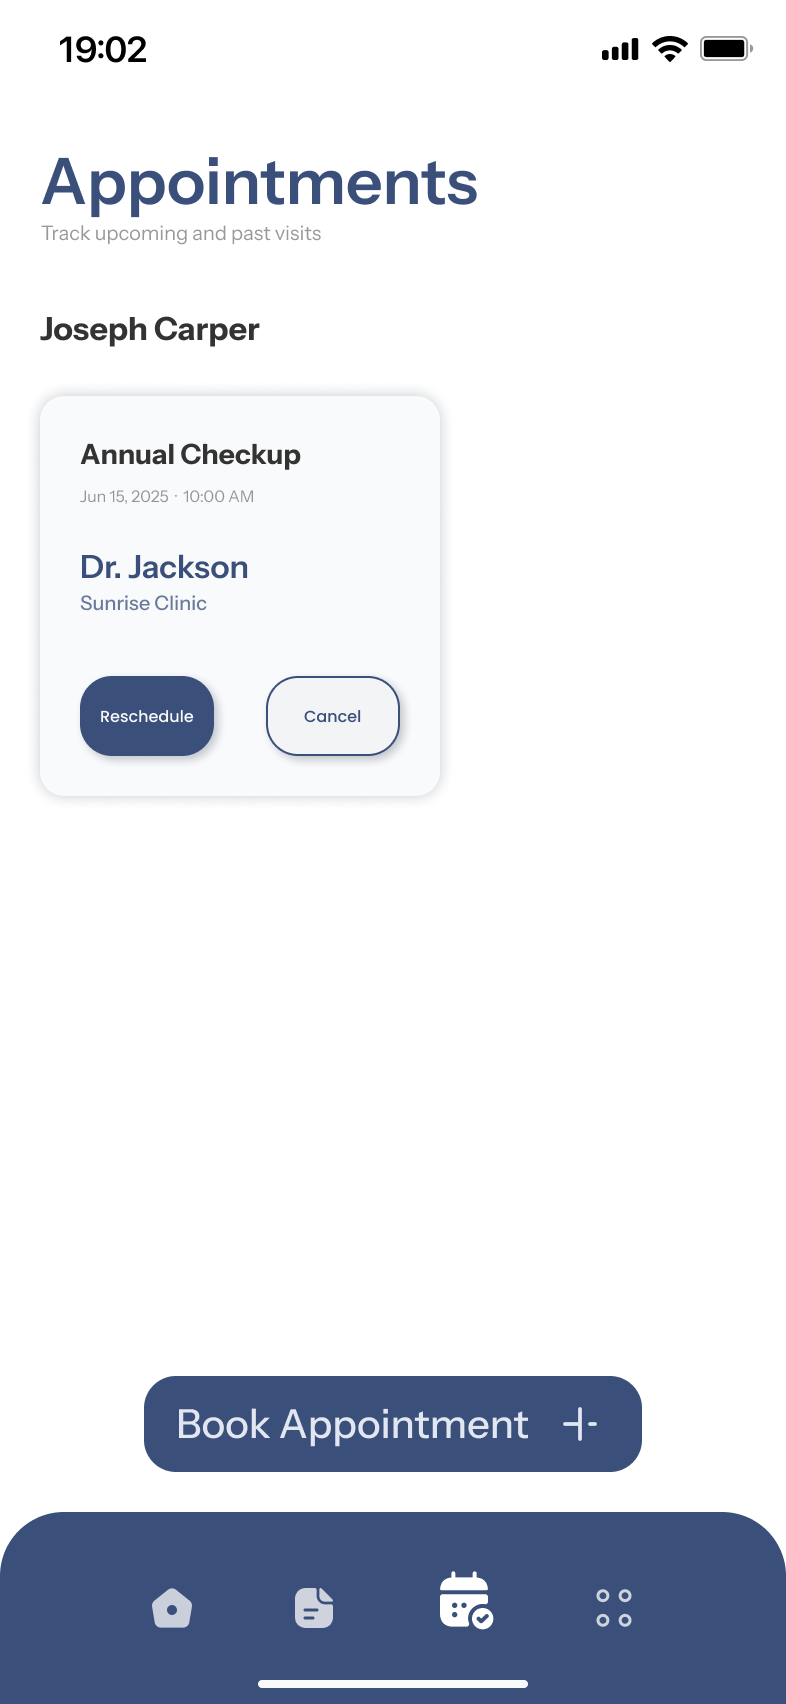 19:02
Appointments
Track upcoming and past visits
Joseph Carper
Annual Checkup
Jun 15, 2025 · 10:00 AM
Dr. Jackson
Sunrise Clinic
Reschedule
Cancel
Book Appointment